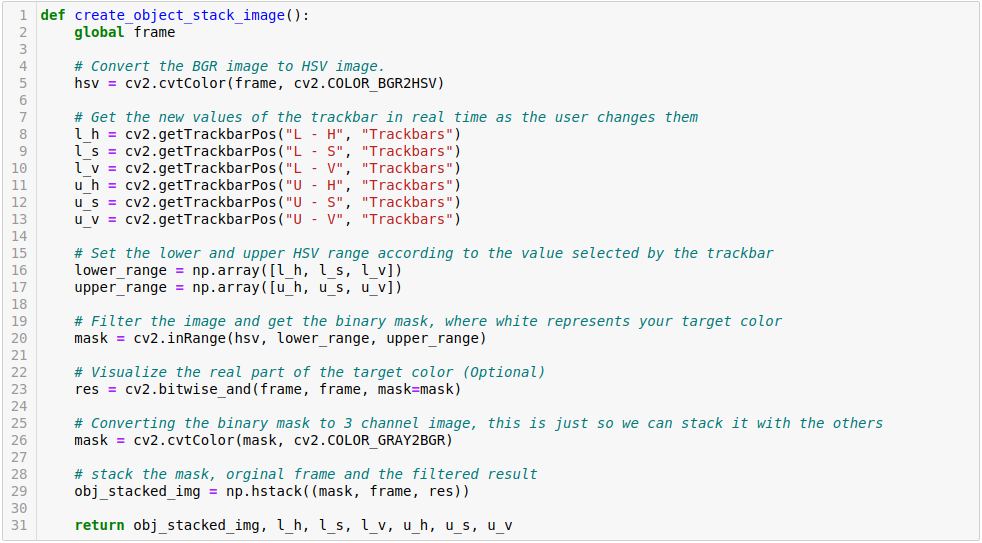 1 def create_object_stack_image():
2     global frame
3
4     # Convert the BGR image to HSV image.
5     hsv = cv2.cvtColor(frame, cv2.COLOR_BGR2HSV)
6
7     # Get the new values of the trackbar in real time as the user changes them
8     l_h = cv2.getTrackbarPos("L - H", "Trackbars")
9     l_s = cv2.getTrackbarPos("L - S", "Trackbars")
10     l_v = cv2.getTrackbarPos("L - V", "Trackbars")
11     u_h = cv2.getTrackbarPos("U - H", "Trackbars")
12     u_s = cv2.getTrackbarPos("U - S", "Trackbars")
13     u_v = cv2.getTrackbarPos("U - V", "Trackbars")
14
15     # Set the lower and upper HSV range according to the value selected by the trackbar
16     lower_range = np.array([l_h, l_s, l_v])
17     upper_range = np.array([u_h, u_s, u_v])
18
19     # Filter the image and get the binary mask, where white represents your target color
20     mask = cv2.inRange(hsv, lower_range, upper_range)
21
22     # Visualize the real part of the target color (Optional)
23     res = cv2.bitwise_and(frame, frame, mask=mask)
24
25     # Converting the binary mask to 3 channel image, this is just so we can stack it with the others
26     mask = cv2.cvtColor(mask, cv2.COLOR_GRAY2BGR)
27
28     # stack the mask, orginal frame and the filtered result
29     obj_stacked_img = np.hstack((mask, frame, res))
30
31     return obj_stacked_img, l_h, l_s, l_v, u_h, u_s, u_v